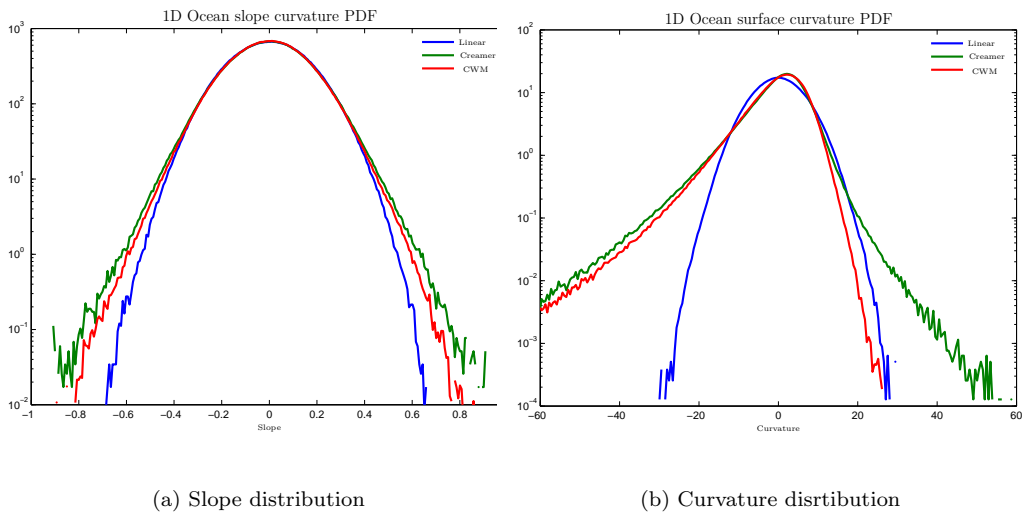 1D Ocean slope curvature PDF
10^3
10^2
10^1
10^0
10^-1
10^-2
-1 -0.8 -0.6 -0.4 -0.2 0 0.2 0.4 0.6 0.8
Slope
Linear
Creamer
CWM
(a) Slope distribution
1D Ocean surface curvature PDF
10^2
10^1
10^0
10^-1
10^-2
10^-3
10^-4
-60 -40 -20 0 20 40 60
Curvature
Linear
Creamer
CWM
(b) Curvature disrtibution